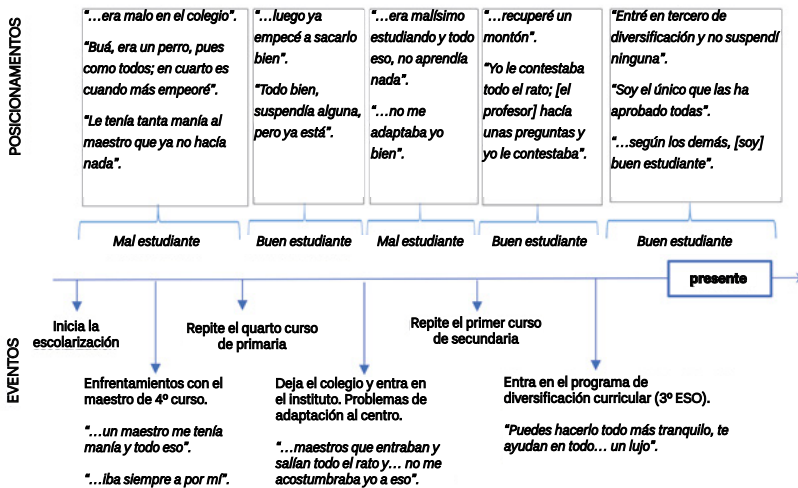 POSICIONAMENTOS
“…era malo en el colegio”.
“Buá, era un perro, pues
como todos; en cuarto es
cuando más empeoré”.
“Le tenía tanta manía al
maestro que ya no hacía
nada”.
“…luego ya
empecé a sacarlo
bien”.
“Todo bien,
suspendía alguna,
pero ya está”.
“…era malísimo
estudiando y todo
eso, no aprendía
nada”.
“…no me
adaptaba yo
bien”.
“…recuperé un
montón”.
“Yo le contestaba
todo el rato; [el
profesor] hacía
unas preguntas y
yo le contestaba”.
“Entré en tercero de
diversificación y no suspendí
ninguna”.
“Soy el único que las ha
aprobado todas”.
“…según los demás, [soy]
buen estudiante”.
Mal estudiante
Buen estudiante
Mal estudiante
Buen estudiante
Buen estudiante
presente
EVENTOS
Inicia la
escolarización
Repite el quarto curso
de primaria
Repite el primer curso
de secundaria
Enfrentamientos con el
maestro de 4º curso.
“…un maestro me tenía
manía y todo eso”.
“…Iba siempre a por mí”.
Deja el colegio y entra en
el instituto. Problemas de
adaptación al centro.
“…maestros que entraban y
salían todo el rato y… no me
acostumbraba yo a eso”.
Entra en el programa de
diversificación curricular (3º ESO).
“Puedes hacerlo todo más tranquilo, te
ayudan en todo… un lujo”.